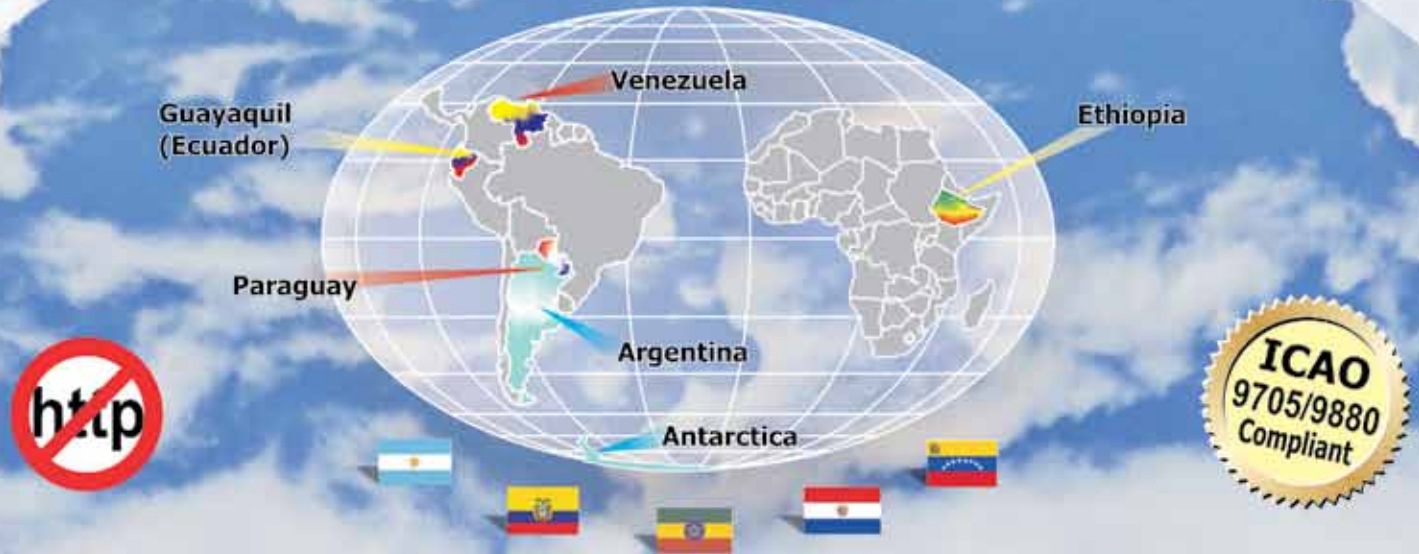 Venezuela
Guayaquil
(Ecuador)
Ethiopia
Paraguay
Argentina
Antarctica
http
ICAO
9705/9880
Compliant